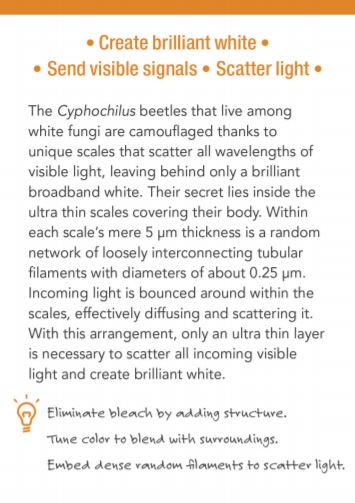 • Create brilliant white •
• Send visible signals • Scatter light •
The Cyphochilus beetles that live among
white fungi are camouflaged thanks to
unique scales that scatter all wavelengths of
visible light, leaving behind only a brilliant
broadband white. Their secret lies inside the
ultra thin scales covering their body. Within
each scale's mere 5 µm thickness is a random
network of loosely interconnecting tubular
filaments with diameters of about 0.25 µm.
Incoming light is bounced around within the
scales, effectively diffusing and scattering it.
With this arrangement, only an ultra thin layer
is necessary to scatter all incoming visible
light and create brilliant white.
Eliminate bleach by adding structure.
Tune color to blend with surroundings.
Embed dense random filaments to scatter light.